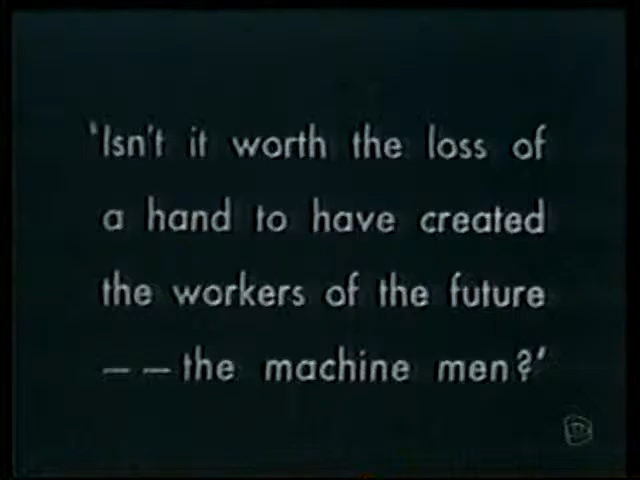 'Isn't it worth the loss of
a hand to have created
the workers of the future
—— the machine men?'